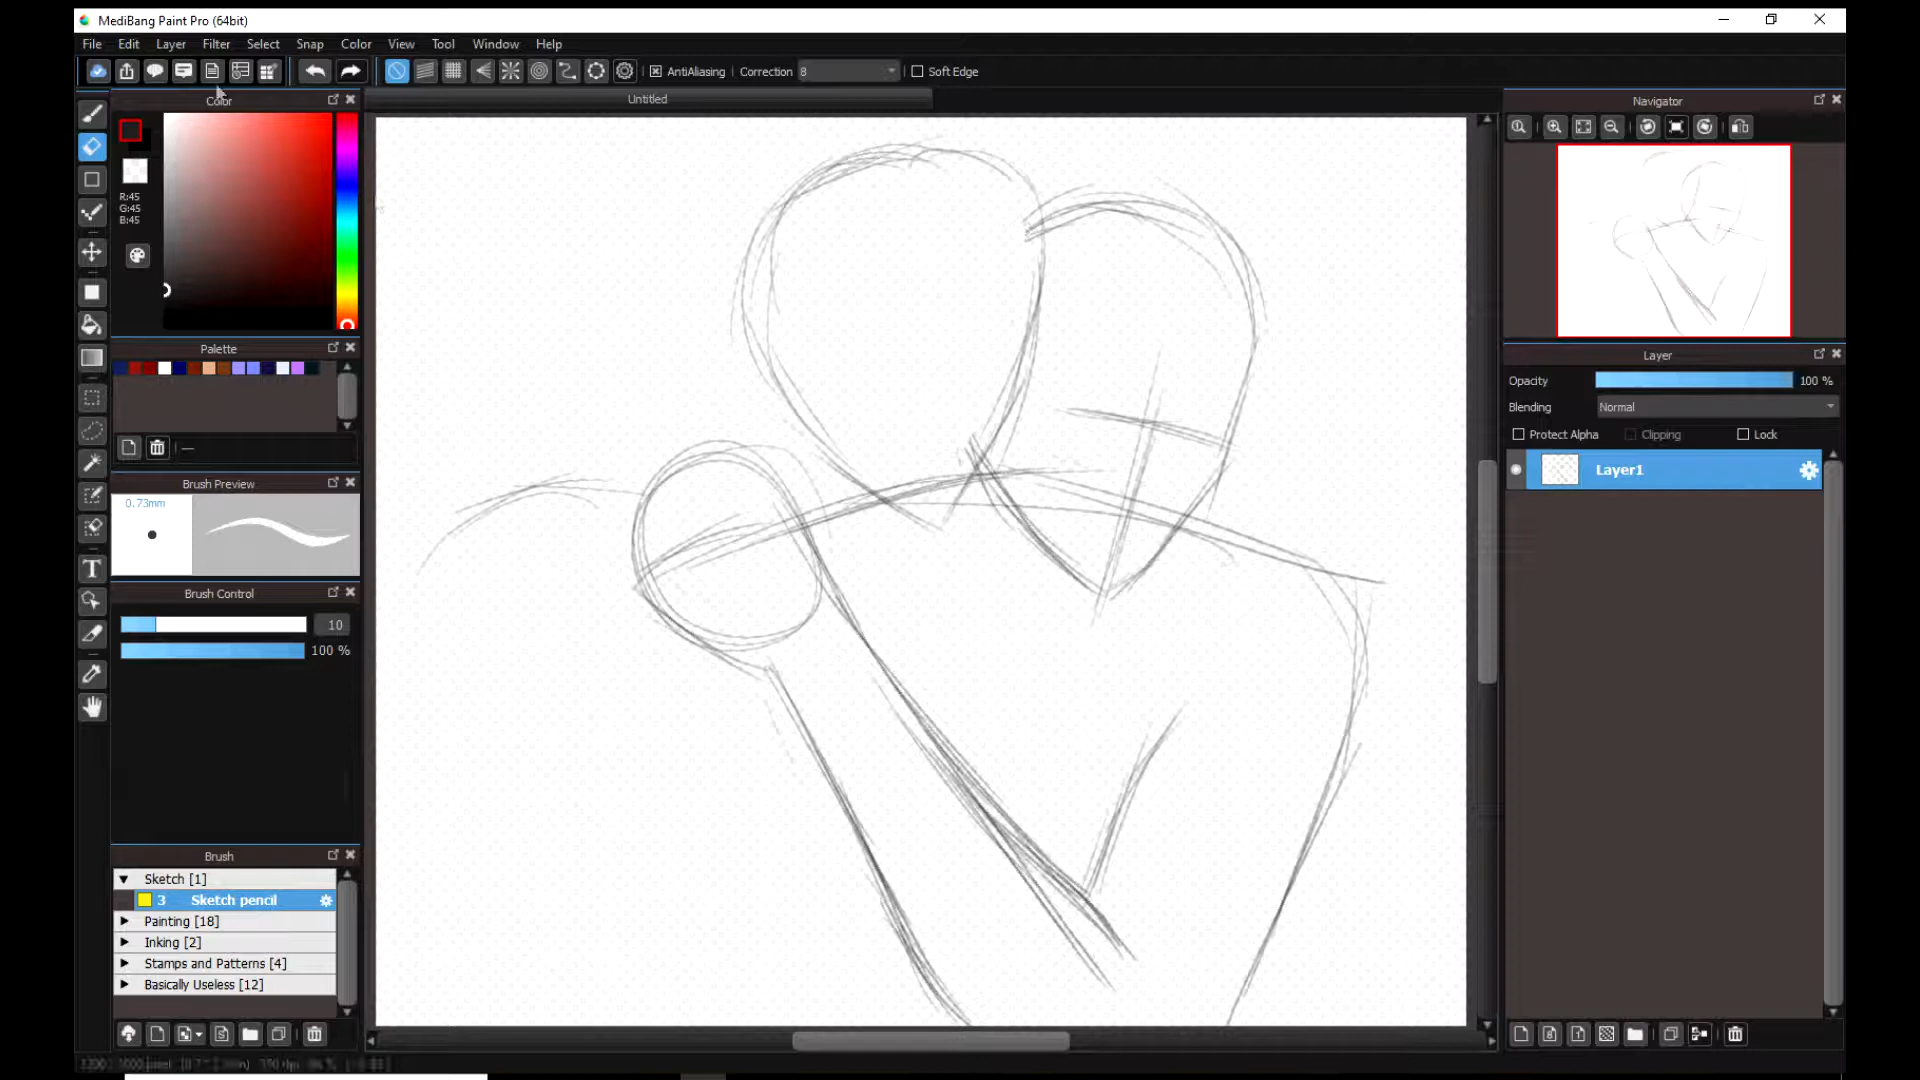 MediBang Paint Pro (64bit)
File Edit Layer Filter Select Snap Color View Tool Window Help
AntiAliasing Correction 8 Soft Edge
Color
Untitled
Navigator
R:45
G:45
B:45
Palette
Layer
Opacity 100 %
Blending Normal
Protect Alpha Clipping Lock
Layer1
Brush Preview
0.73mm
Brush Control
10
100 %
Brush
Sketch [1]
3 Sketch pencil
Painting [18]
Inking [2]
Stamps and Patterns [4]
Basically Useless [12]